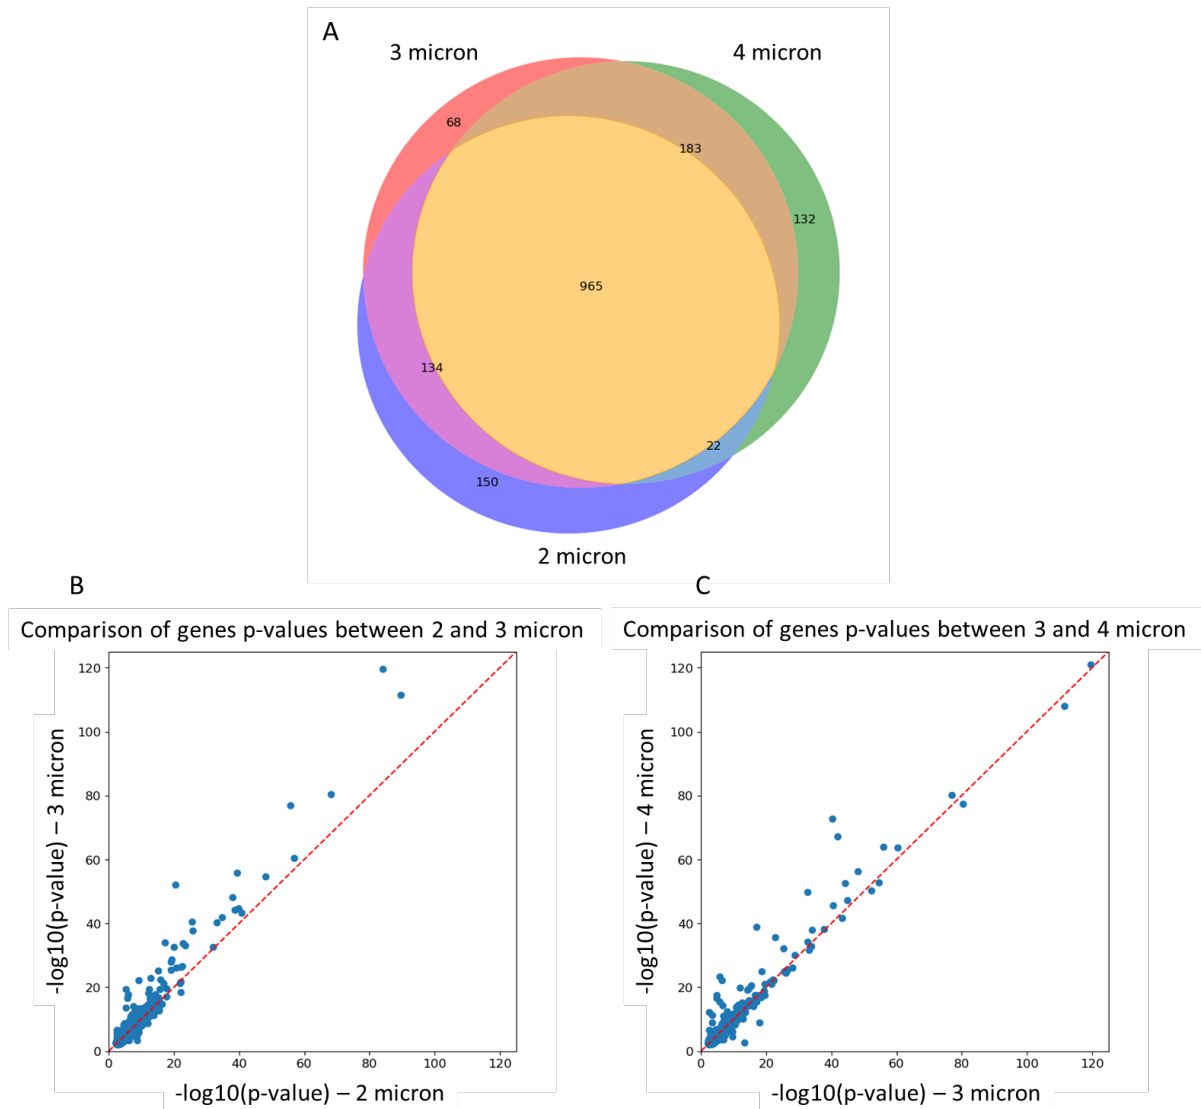 A
3 micron
4 micron
68
183
132
965
134
22
150
2 micron
B
C
Comparison of genes p-values between 2 and 3 micron
Comparison of genes p-values between 3 and 4 micron
-log10(p-value) – 3 micron
120
100
80
60
40
20
0
0
20
40
60
80
100
120
-log10(p-value) – 2 micron
-log10(p-value) – 4 micron
120
100
80
60
40
20
0
0
20
40
60
80
100
120
-log10(p-value) – 3 micron